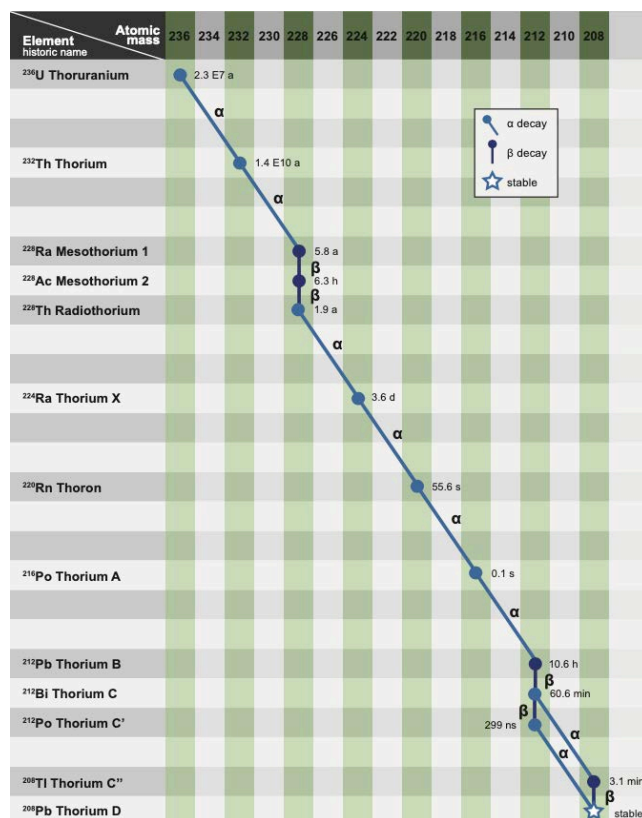 Atomic mass
Element
historic name
236 234 232 230 228 226 224 222 220 218 216 214 212 210 208
²³⁶U Thoruranium
2.3 E7 a
α
α decay
β decay
stable
²³²Th Thorium
1.4 E10 a
α
²²⁸Ra Mesothorium 1
5.8 a
β
²²⁸Ac Mesothorium 2
6.3 h
β
²²⁸Th Radiothorium
1.9 a
α
²²⁴Ra Thorium X
3.6 d
α
²²⁰Rn Thoron
55.6 s
α
²¹⁶Po Thorium A
0.1 s
α
²¹²Pb Thorium B
10.6 h
β
²¹²Bi Thorium C
60.6 min
β
²¹²Po Thorium C'
299 ns
α
α
²⁰⁸Tl Thorium C"
3.1 min
β
²⁰⁸Pb Thorium D
stable